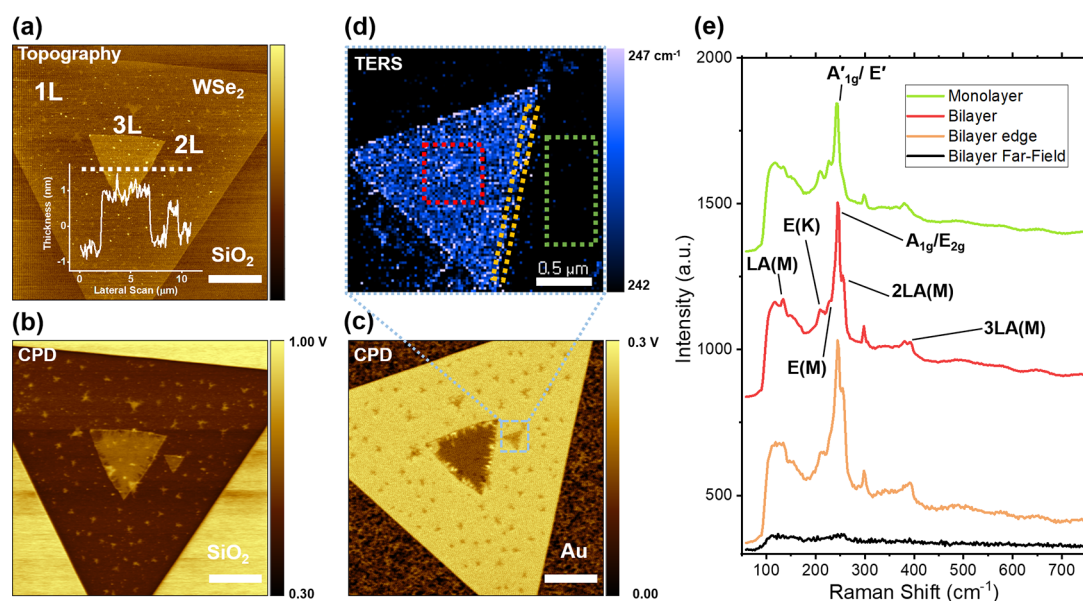 (a)
Topography
1L
WSe2
3L
2L
Thickness (nm)
1
0
-1
SiO2
0
5
10
Lateral Scan (μm)
(b)
CPD
1.00 V
SiO2
0.30
(c)
CPD
0.3 V
Au
0.00
(d)
TERS
247 cm-1
0.5 μm
242
(e)
2000
1500
1000
500
Intensity (a.u.)
A′1g/ E′
Monolayer
Bilayer
Bilayer edge
Bilayer Far-Field
E(K)
A1g/E2g
LA(M)
2LA(M)
3LA(M)
E(M)
100
200
300
400
500
600
700
Raman Shift (cm-1)